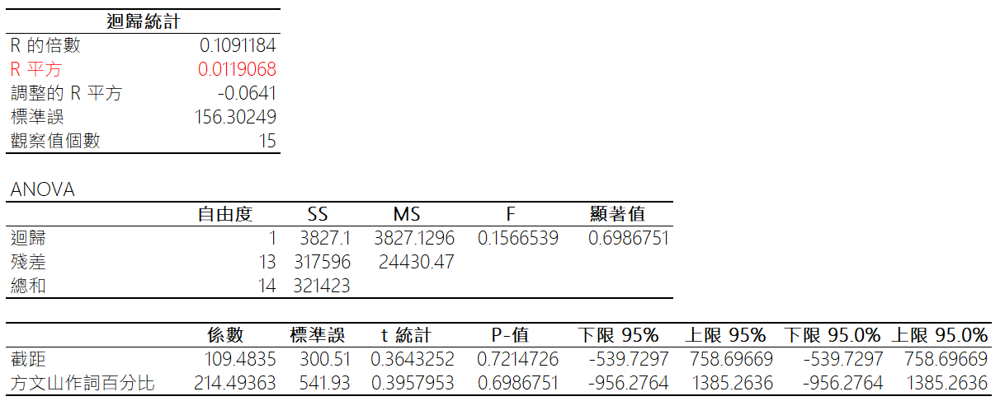 迴歸統計
R 的倍數 0.1091184
R 平方 0.0119068
調整的 R 平方 -0.0641
標準誤 156.30249
觀察值個數 15
ANOVA
自由度 SS MS F 顯著值
迴歸 1 3827.1 3827.1296 0.1566539 0.6986751
殘差 13 317596 24430.47
總和 14 321423
係數 標準誤 t 統計 P-值 下限 95% 上限 95% 下限 95.0% 上限 95.0%
截距 109.4835 300.51 0.3643252 0.7214726 -539.7297 758.69669 -539.7297 758.69669
方文山作詞百分比 214.49363 541.93 0.3957953 0.6986751 -956.2764 1385.2636 -956.2764 1385.2636